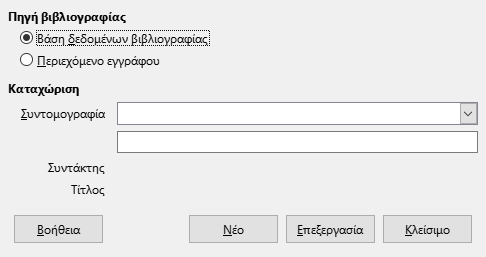 Πηγή βιβλιογραφίας
Βάση δεδομένων βιβλιογραφίας
Περιεχόμενο εγγράφου
Καταχώριση
Συντομογραφία
Συντάκτης
Τίτλος
Βοήθεια Νέο Επεξεργασία Κλείσιμο